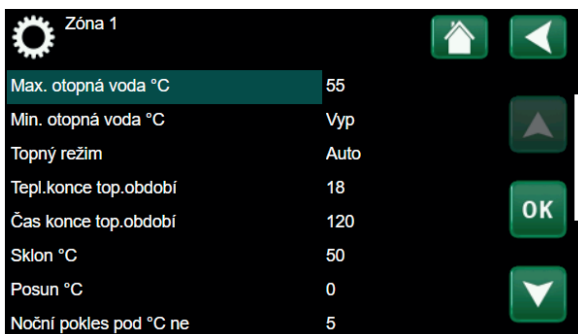 Zóna 1
Max. otopná voda °C 55
Min. otopná voda °C Vyp
Topný režim Auto
Tepl.konce top.období 18
Čas konce top.období 120
OK
Sklon °C 50
Posun °C 0
Noční pokles pod °C ne 5